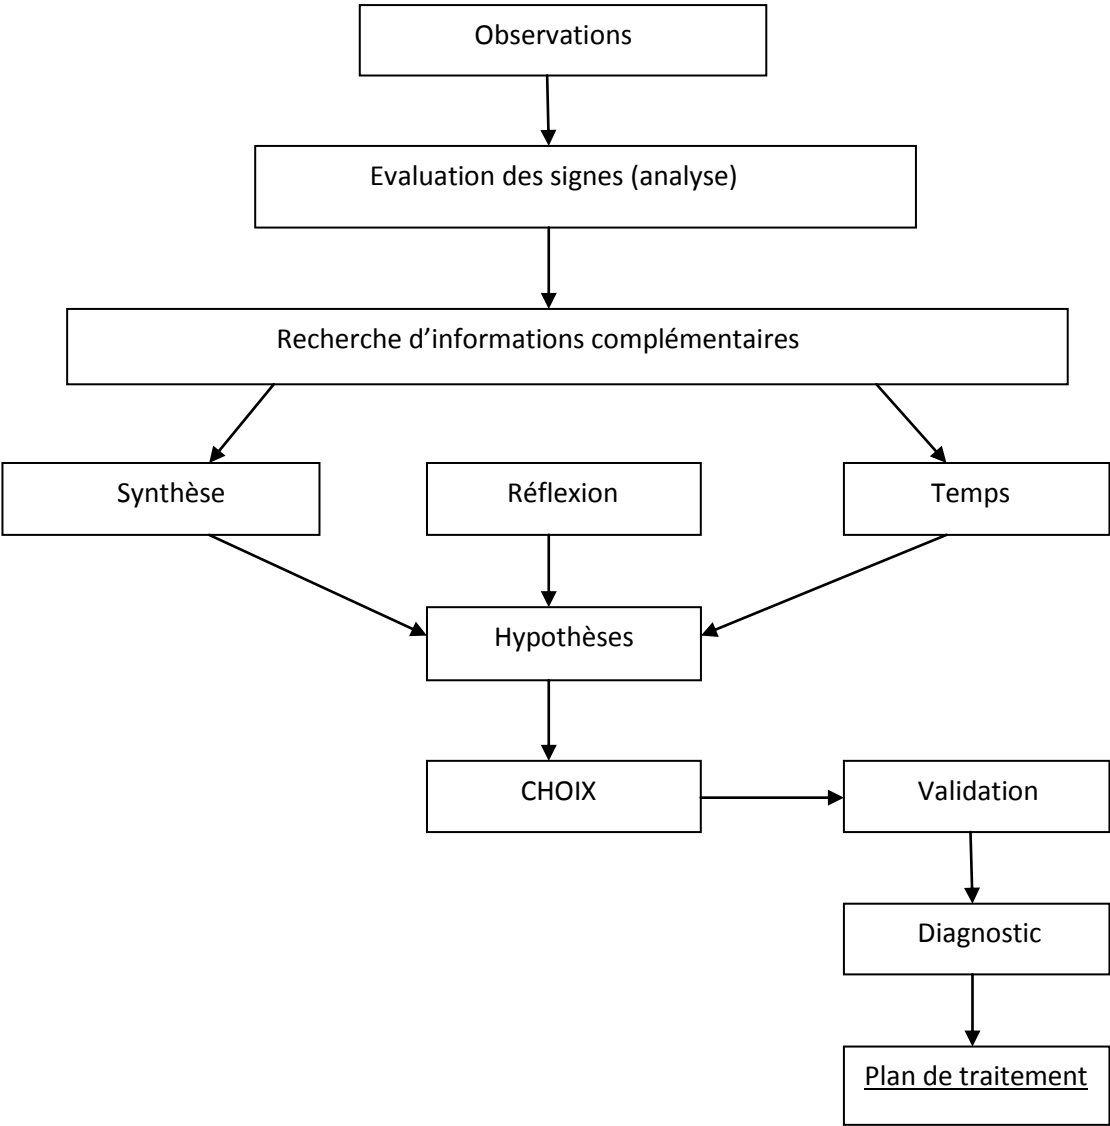 Observations
Evaluation des signes (analyse)
Recherche d’informations complémentaires
Synthèse
Réflexion
Temps
Hypothèses
CHOIX
Validation
Diagnostic
Plan de traitement